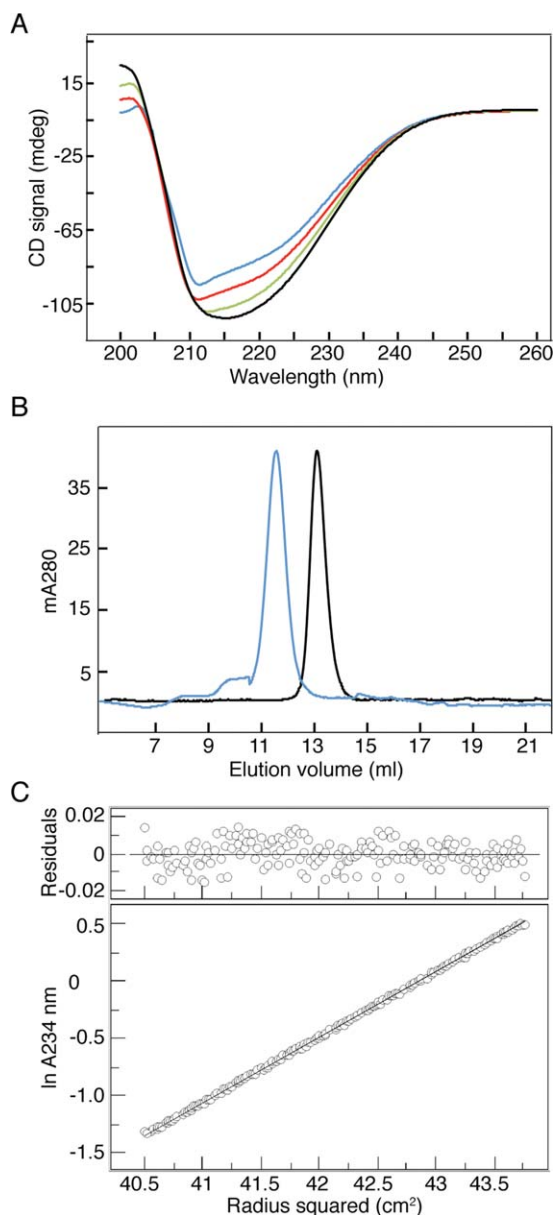 A
15
-25
-65
-105
CD signal (mdeg)
200 210 220 230 240 250 260
Wavelength (nm)
B
35
25
15
5
mA280
7 9 11 13 15 17 19 21
Elution volume (ml)
C
0.02
0
-0.02
Residuals
0.5
0
-0.5
-1.0
-1.5
ln A234 nm
40.5 41 41.5 42 42.5 43 43.5
Radius squared (cm²)